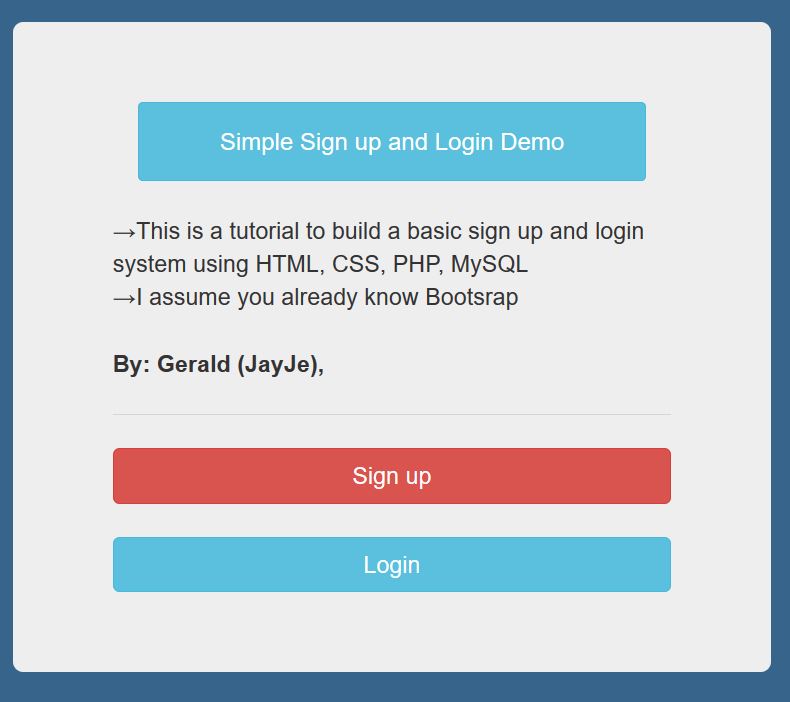 Simple Sign up and Login Demo
→This is a tutorial to build a basic sign up and login
system using HTML, CSS, PHP, MySQL
→I assume you already know Bootsrap
By: Gerald (JayJe),
Sign up
Login